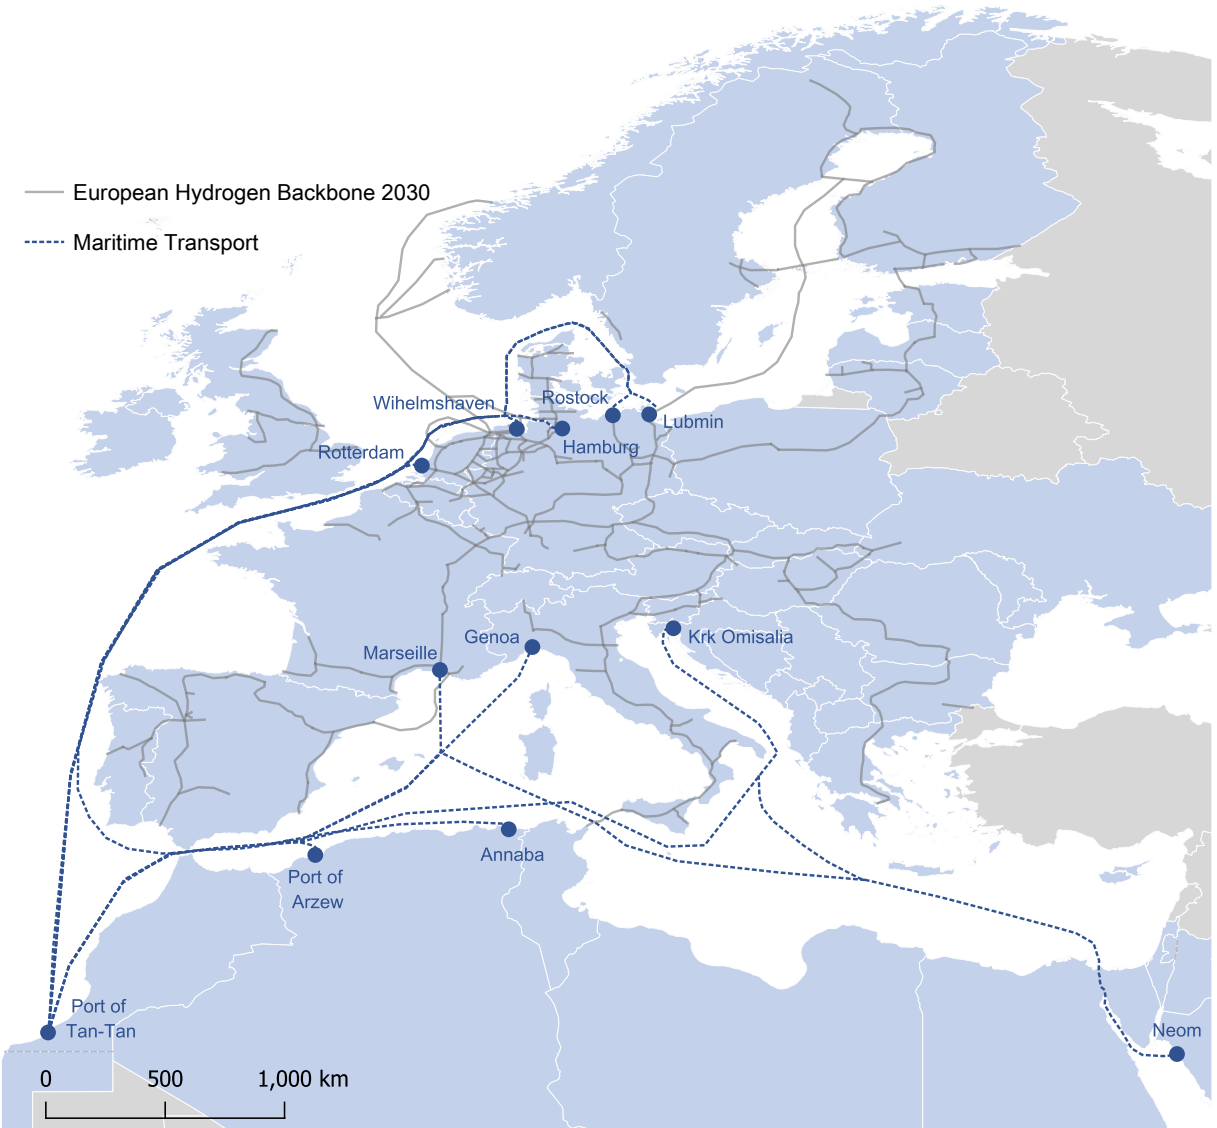 European Hydrogen Backbone 2030
Maritime Transport
Wihelmshaven
Rostock
Lubmin
Hamburg
Rotterdam
Genoa
Krk Omisalia
Marseille
Annaba
Port of
Arzew
Port of
Tan-Tan
Neom
0 500 1,000 km